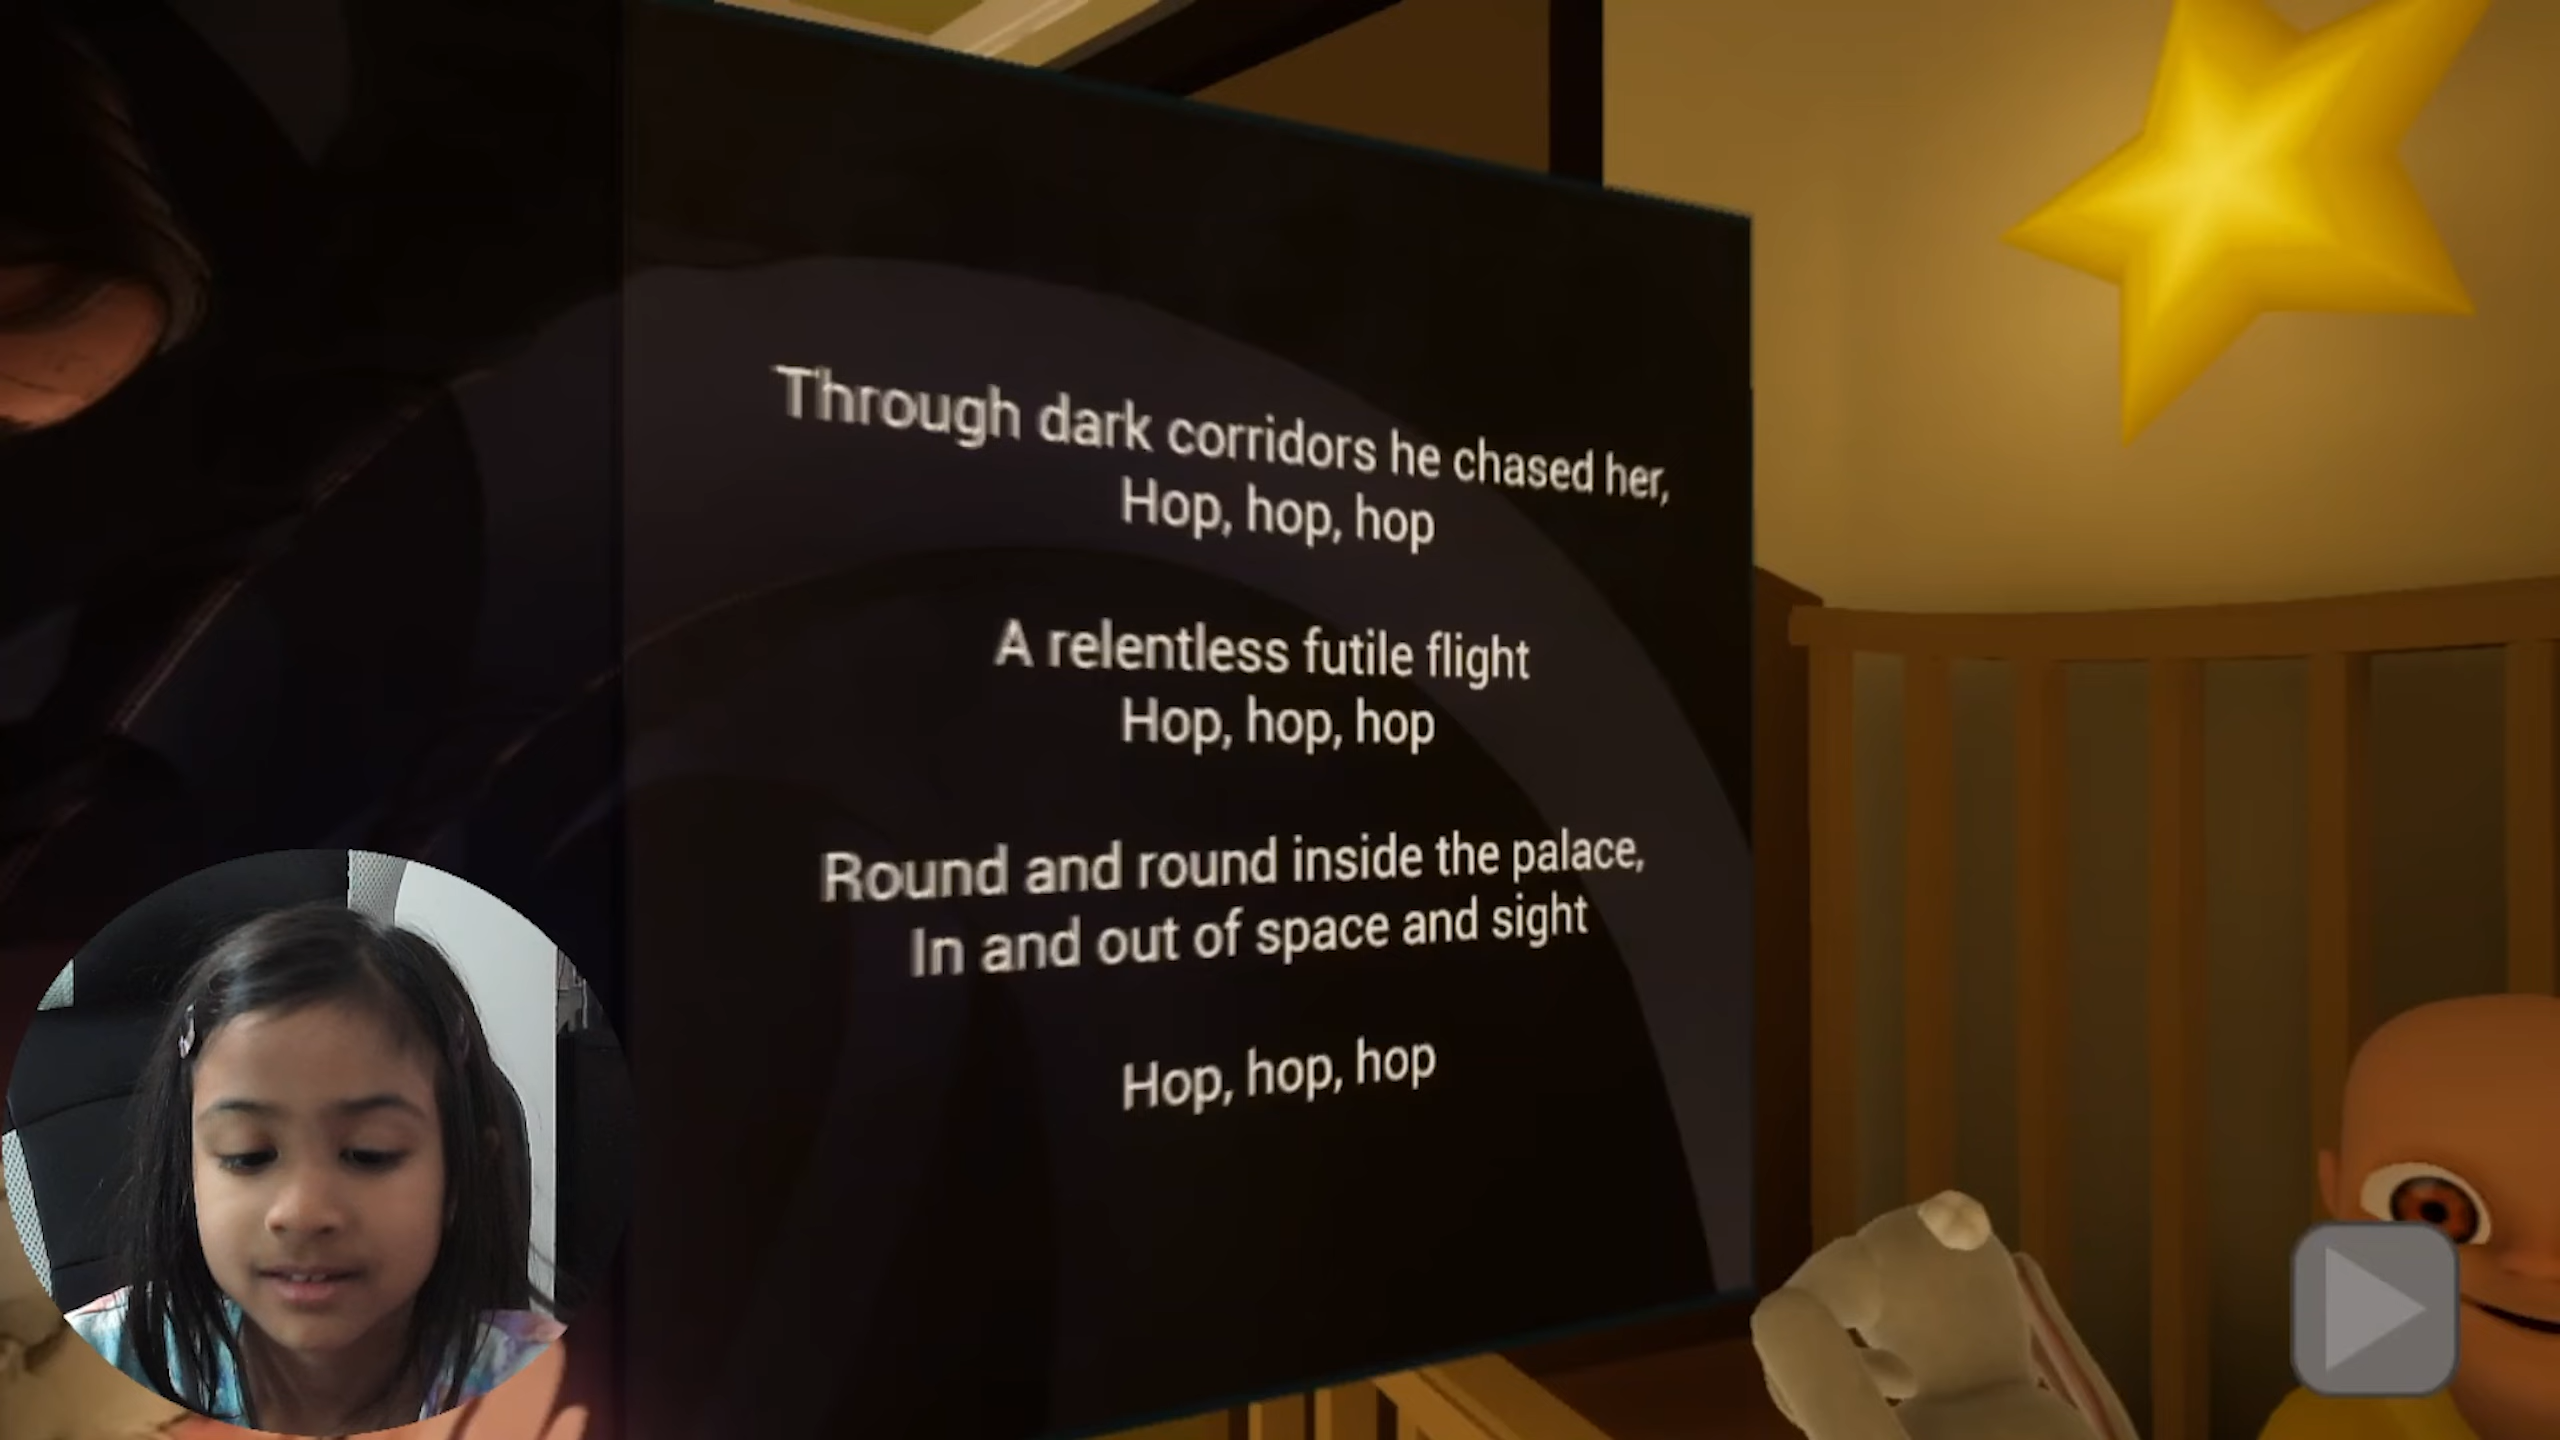 Through dark corridors he chased her,
Hop, hop, hop
A relentless futile flight
Hop, hop, hop
Round and round inside the palace,
In and out of space and sight
Hop, hop, hop